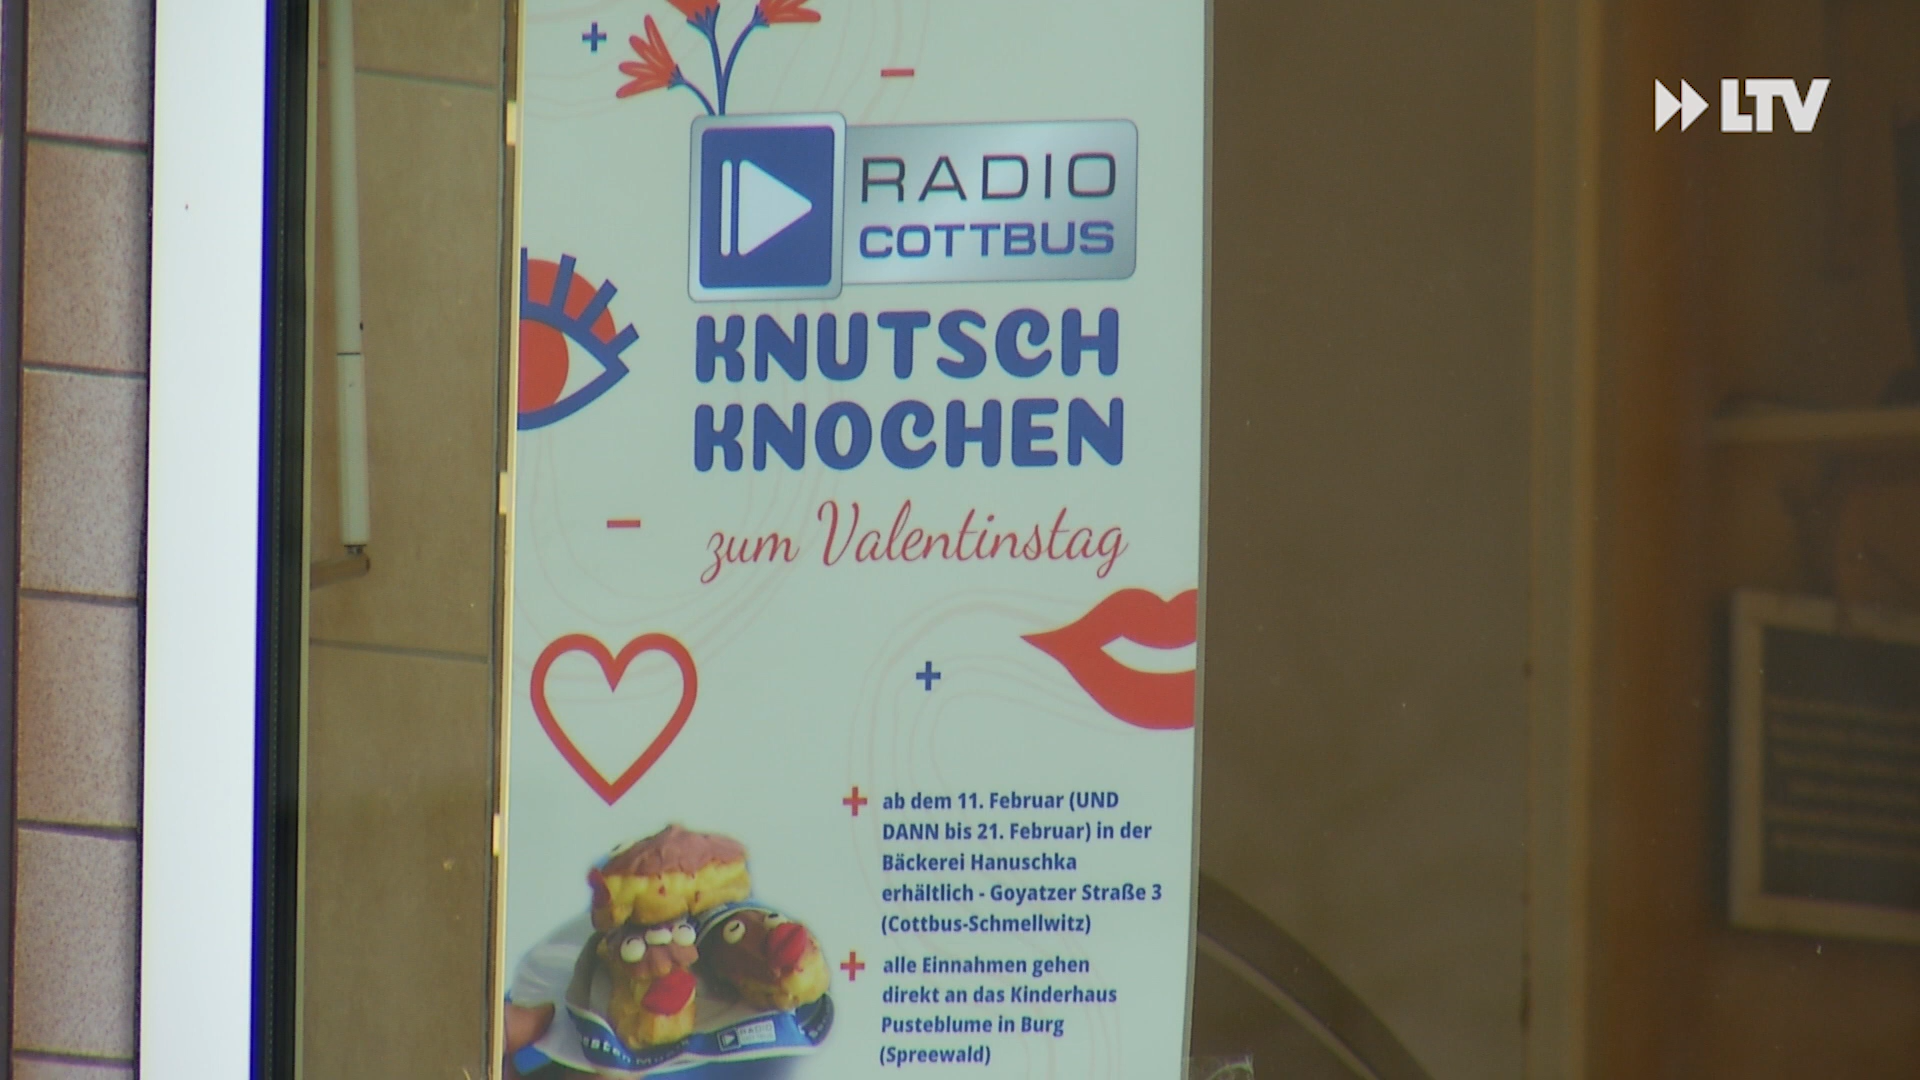 LTV
RADIO
COTTBUS
KNUTSCH
KNOCHEN
zum Valentinstag
ab dem 11. Februar (UND
DANN bis 21. Februar) in der
Bäckerei Hanuschka
erhältlich - Goyatzer Straße 3
(Cottbus-Schmellwitz)
alle Einnahmen gehen
direkt an das Kinderhaus
Pusteblume in Burg
(Spreewald)
RADIO